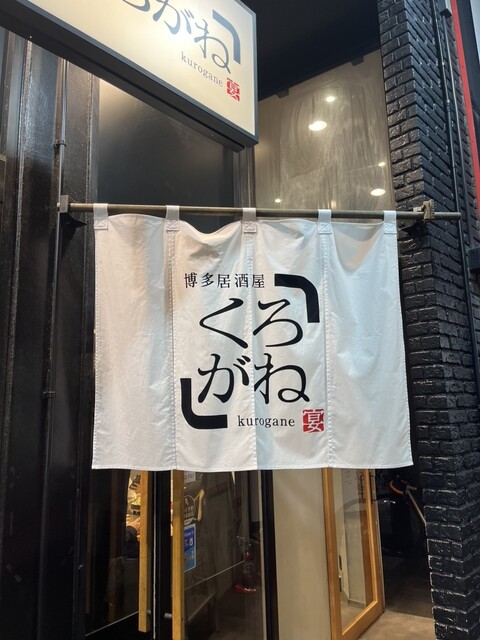 がね
kurogane
宴
博多居酒屋
くろ
がね
kurogane
宴